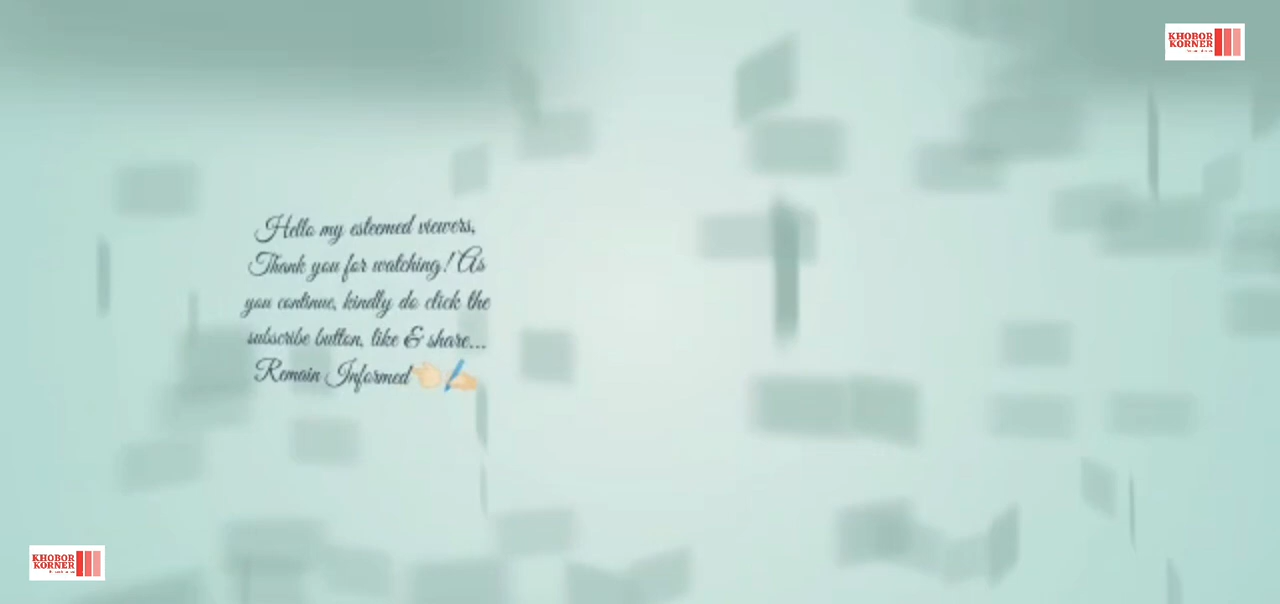 KHOBOR
KORNER
Hello my esteemed viewers,
Thank you for watching! As
you continue, kindly do click the
subscribe button, like & share...
Remain Informed👈🏻✍🏻
KHOBOR
KORNER